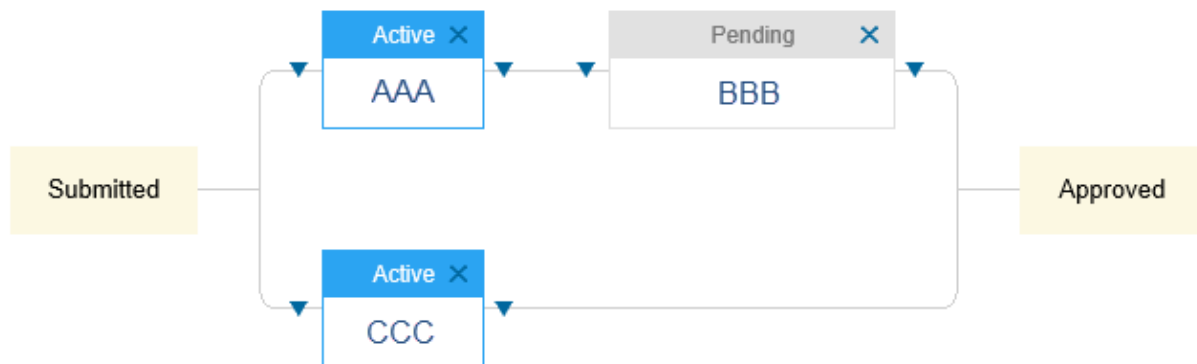 Active
Pending
AAA
BBB
Submitted
Approved
Active
CCC